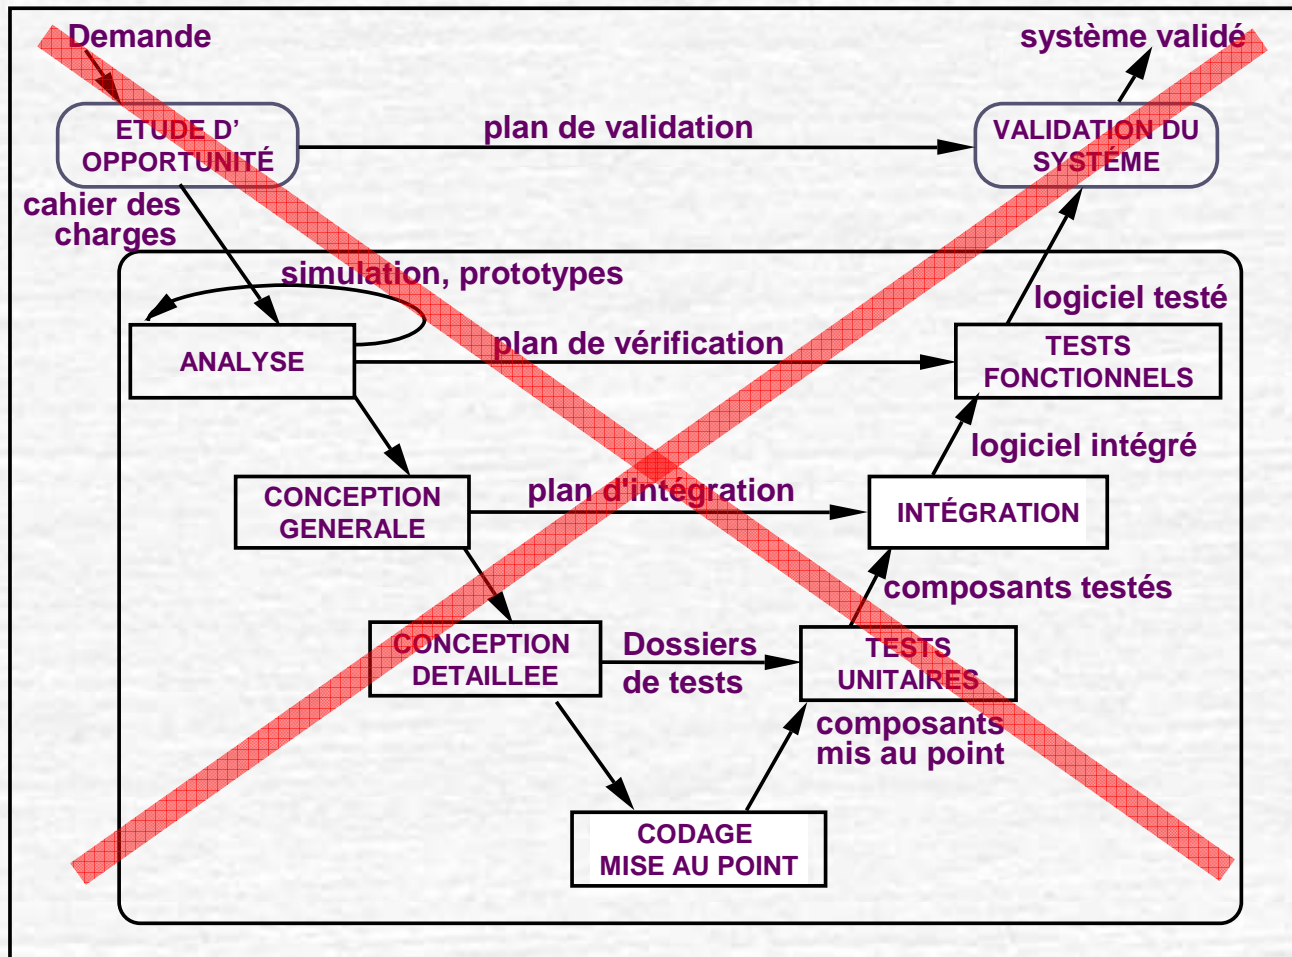 Demande
système validé
ETUDE D'
OPPORTUNITÉ
plan de validation
VALIDATION DU
SYSTÉME
cahier des
charges
simulation, prototypes
logiciel testé
ANALYSE
plan de vérification
TESTS
FONCTIONNELS
logiciel intégré
CONCEPTION
GENERALE
plan d'intégration
INTÉGRATION
composants testés
CONCEPTION
DETAILLEE
Dossiers
de tests
TESTS
UNITAIRES
composants
mis au point
CODAGE
MISE AU POINT